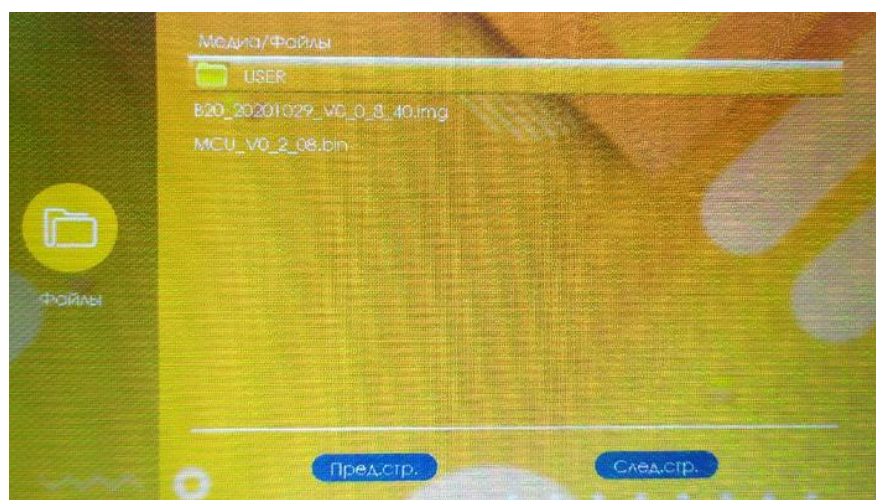 Медиа/Файлы
USER
B20_20201029_V0_0_8_40.img
MCU_V0_2_08.bin
Файлы
Пред.стр.
След.стр.